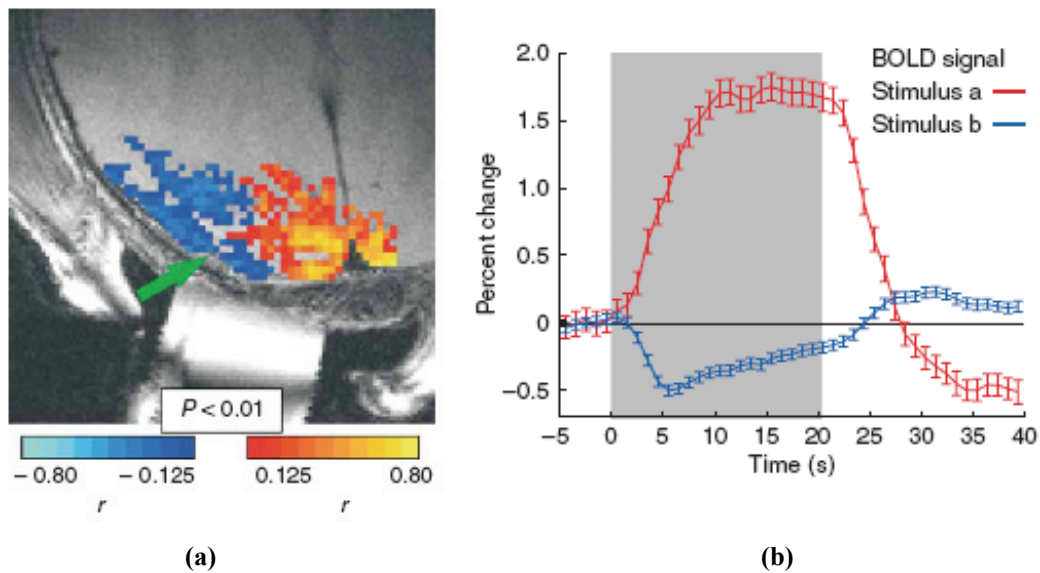 P < 0.01
– 0.80
– 0.125
0.125
0.80
r
r
(a)
BOLD signal
Stimulus a
Stimulus b
Percent change
2.0
1.5
1.0
0.5
0
–0.5
–5
0
5
10
15
20
25
30
35
40
Time (s)
(b)